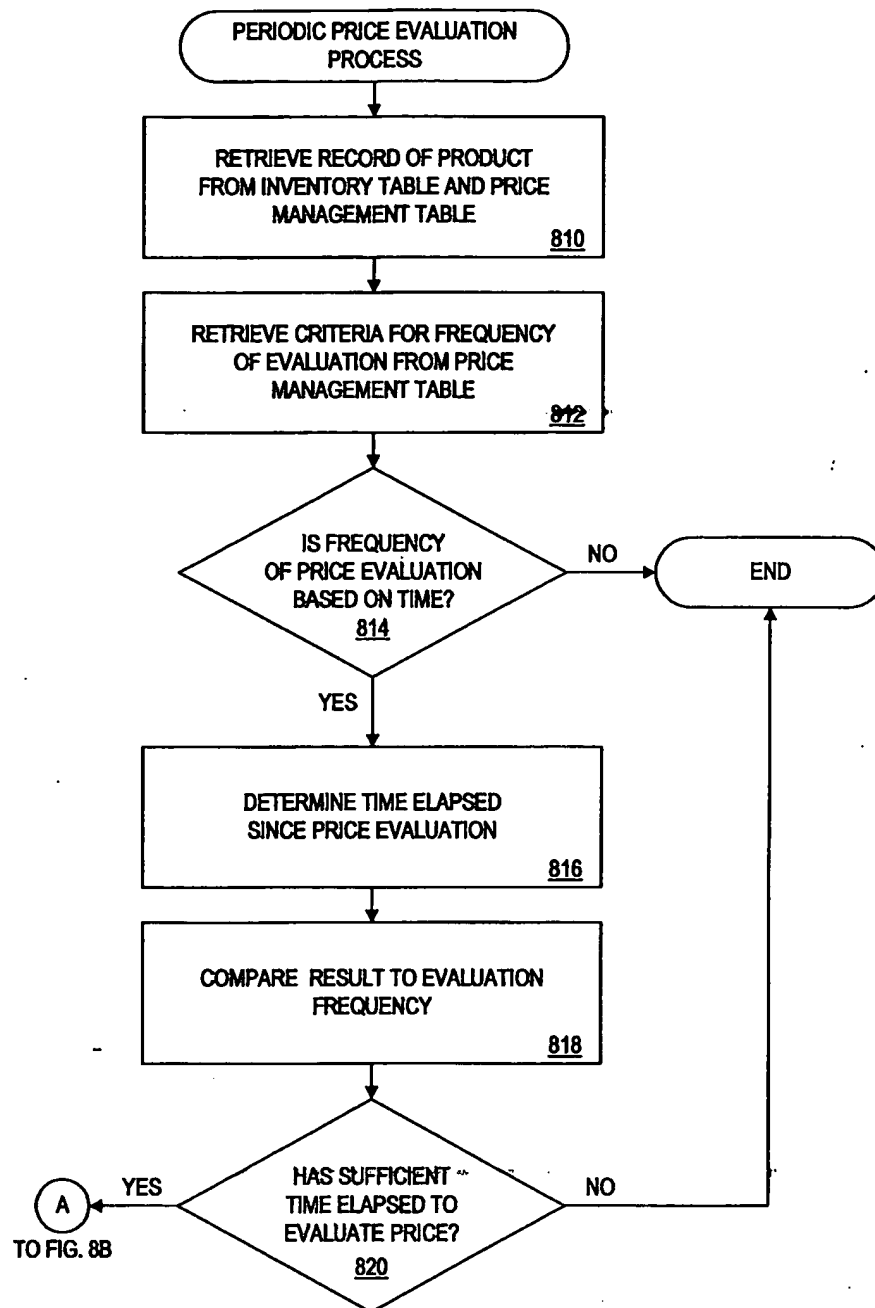 PERIODIC PRICE EVALUATION
PROCESS
RETRIEVE RECORD OF PRODUCT
FROM INVENTORY TABLE AND PRICE
MANAGEMENT TABLE
810
RETRIEVE CRITERIA FOR FREQUENCY
OF EVALUATION FROM PRICE
MANAGEMENT TABLE
812
IS FREQUENCY
OF PRICE EVALUATION
BASED ON TIME?
814
NO
END
YES
DETERMINE TIME ELAPSED
SINCE PRICE EVALUATION
816
COMPARE RESULT TO EVALUATION
FREQUENCY
818
HAS SUFFICIENT
TIME ELAPSED TO
EVALUATE PRICE?
820
YES
NO
A
TO FIG. 8B